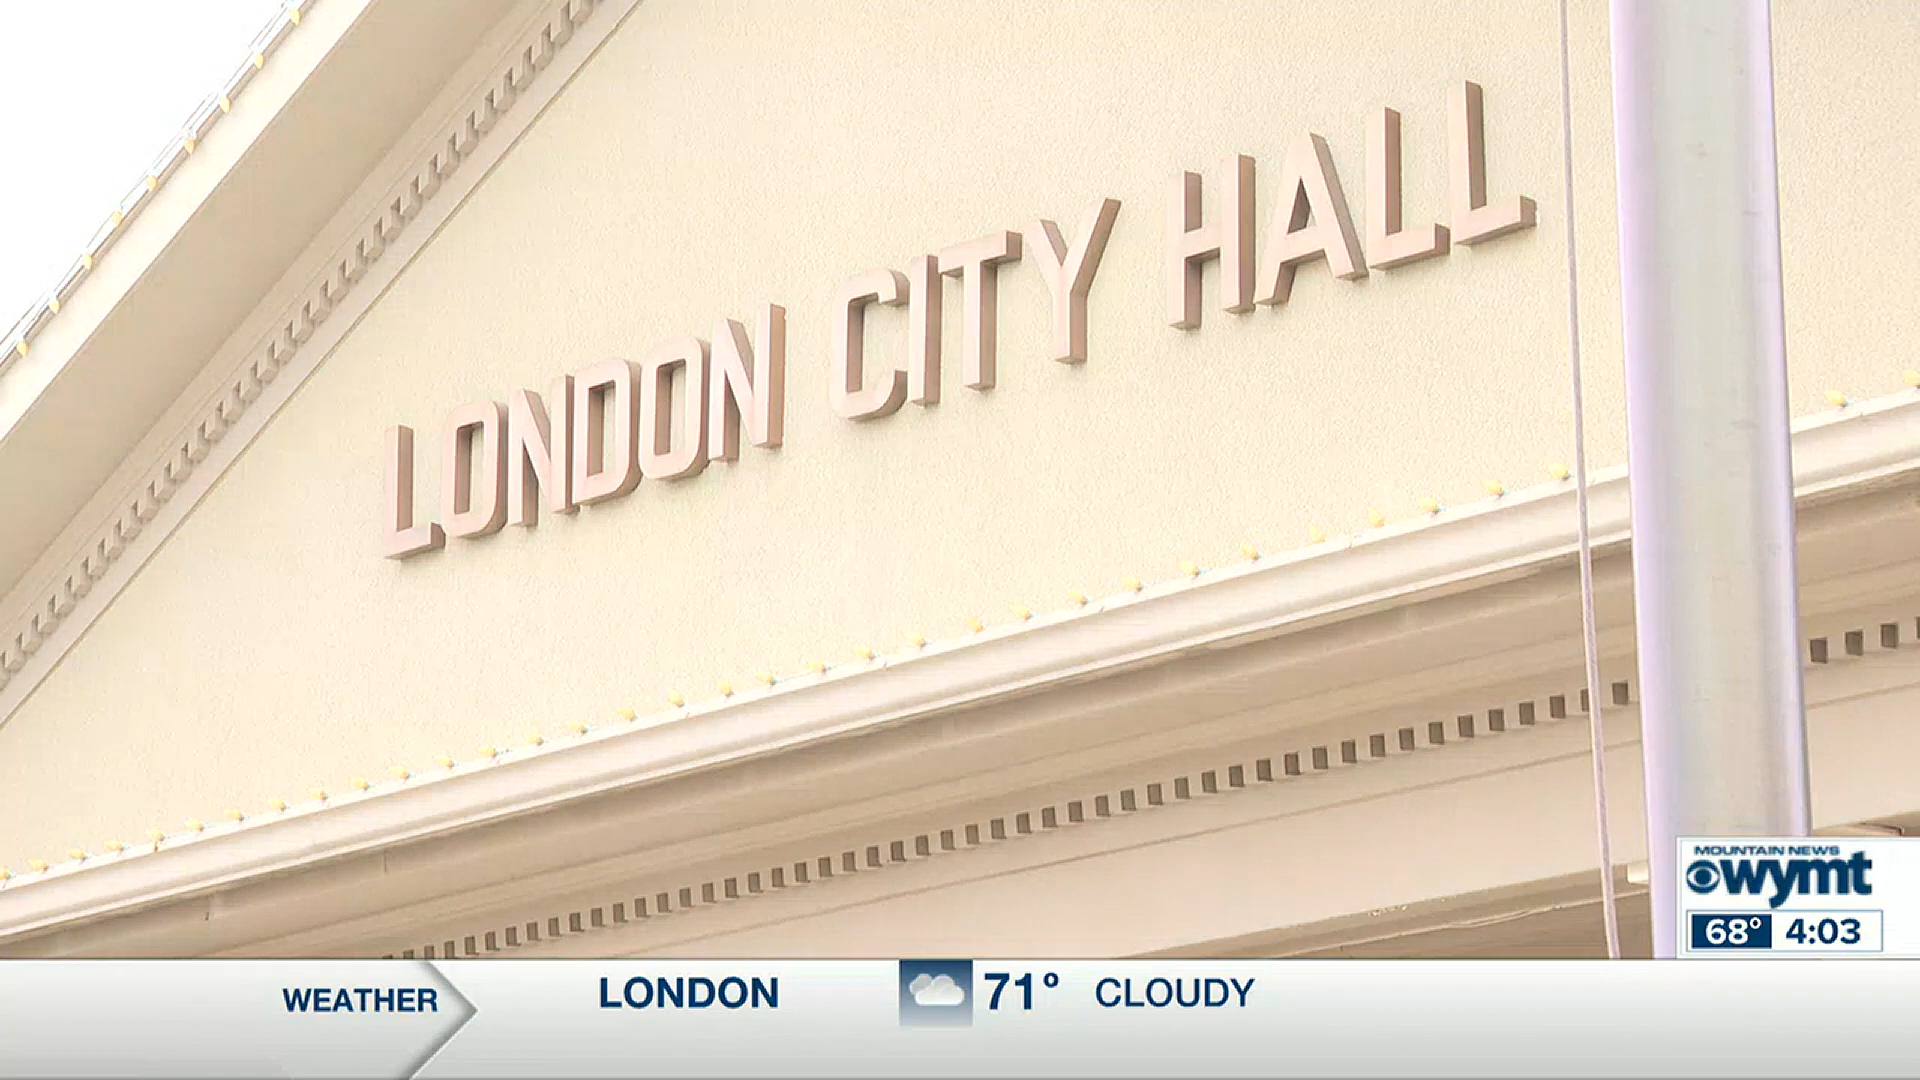 LONDON CITY HALL
MOUNTAIN NEWS
wymt
68° 4:03
WEATHER LONDON 71° CLOUDY